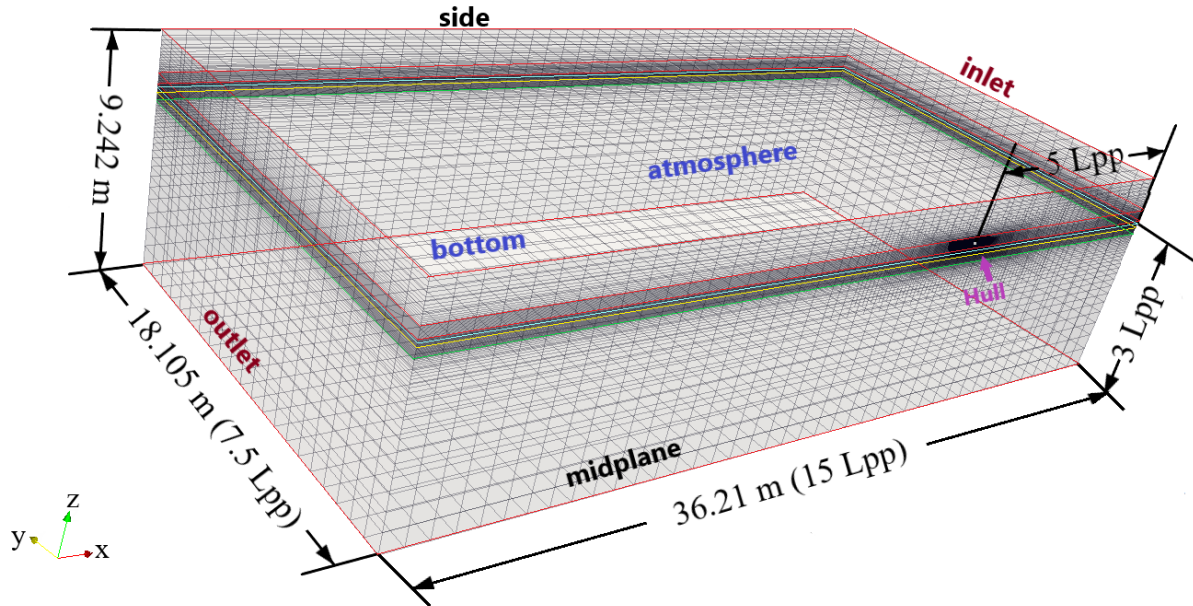 side
inlet
9.242 m
5 Lpp
atmosphere
bottom
Hull
outlet
18.105 m (7.5 Lpp)
3 Lpp
midplane
36.21 m (15 Lpp)
z
y
x